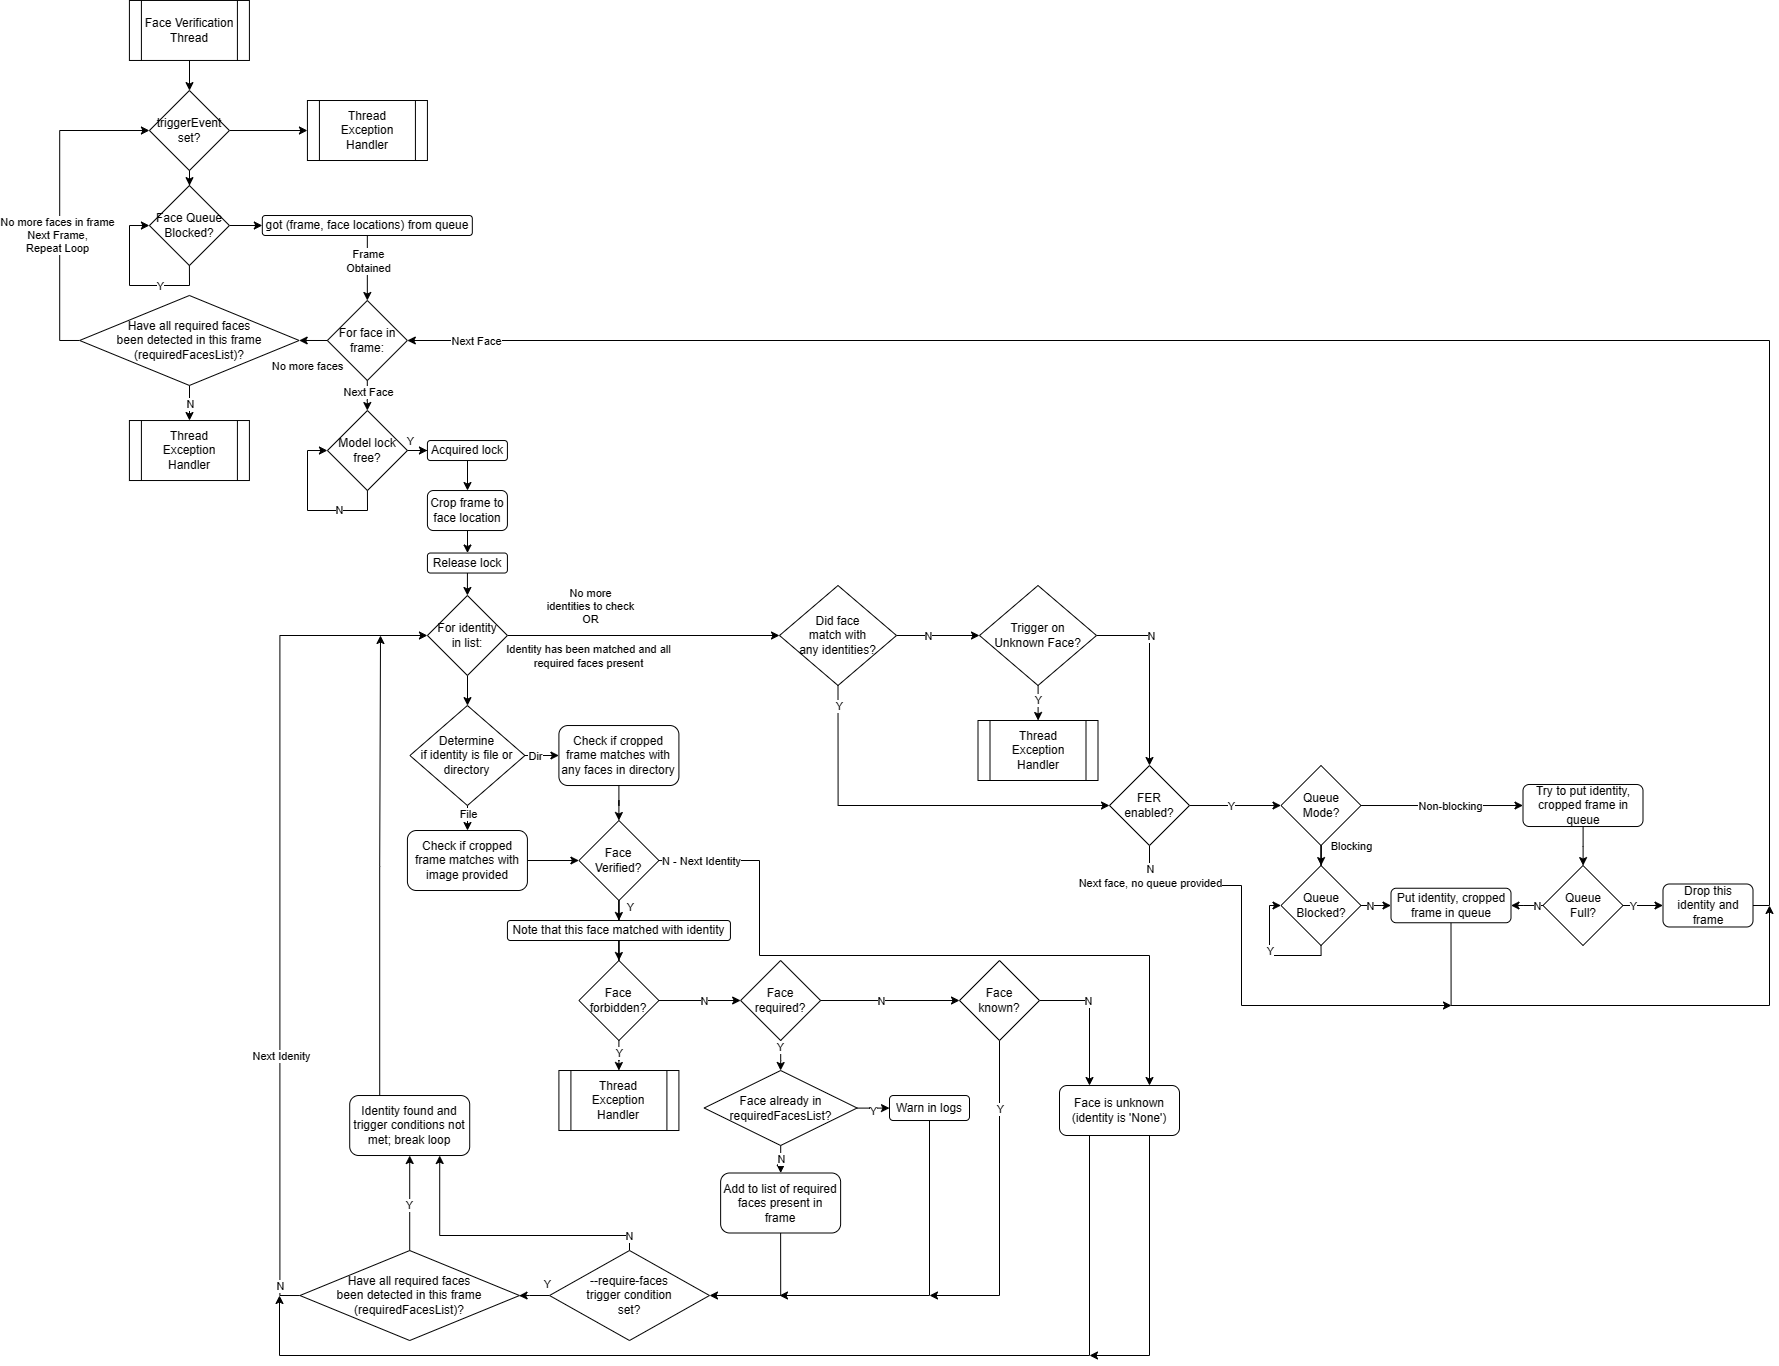 Face Verification
Thread
triggerEvent
set?
Thread
Exception
Handler
Face Queue
Blocked?
got (frame, face locations) from queue
No more faces in frame
Next Frame,
Repeat Loop
Y
Frame
Obtained
Have all required faces
been detected in this frame
(requiredFacesList)?
For face in
frame:
Next Face
No more faces
Next Face
N
Thread
Exception
Handler
Model lock
free?
Y
Acquired lock
N
Crop frame to
face location
Release lock
For identity
in list:
No more
identities to check
OR
Identity has been matched and all
required faces present
Did face
match with
any identities?
N
Trigger on
Unknown Face?
N
Y
Y
Thread
Exception
Handler
Determine
if identity is file or
directory
Dir
Check if cropped
frame matches with
any faces in directory
File
Check if cropped
frame matches with
image provided
Face
Verified?
N - Next Identity
Y
FER
enabled?
Y
Queue
Mode?
Non-blocking
Try to put identity,
cropped frame in
queue
Blocking
N
Next face, no queue provided
Queue
Blocked?
N
Put identity, cropped
frame in queue
N
Queue
Full?
Y
Drop this
identity and
frame
Y
Note that this face matched with identity
Face
forbidden?
N
Face
required?
N
Face
known?
N
Y
Y
Next Idenity
Thread
Exception
Handler
Face already in
requiredFacesList?
Y
Warn in logs
Y
Face is unknown
(identity is 'None')
Identity found and
trigger conditions not
met; break loop
N
Add to list of required
faces present in
frame
Y
N
N
Have all required faces
been detected in this frame
(requiredFacesList)?
Y
--require-faces
trigger condition
set?